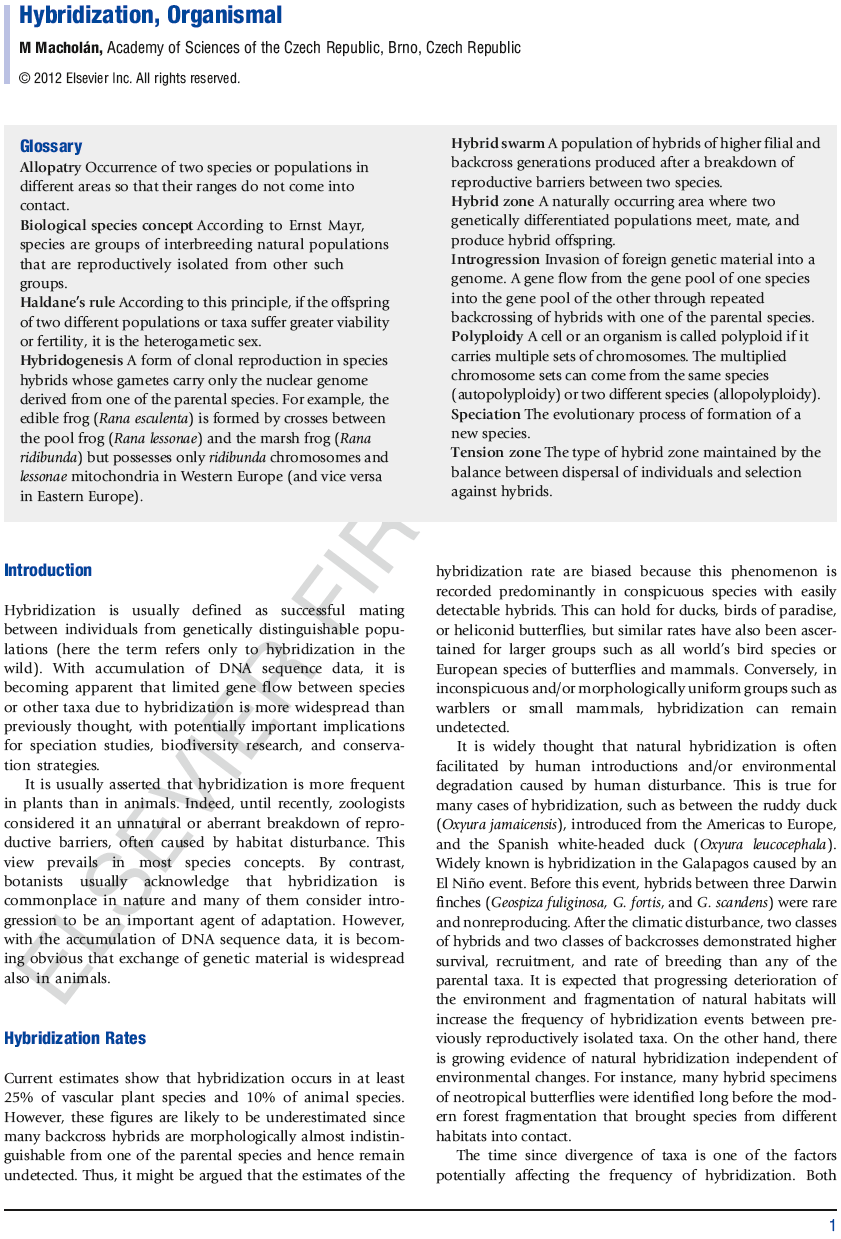 Hybridization, Organismal
M Macholán, Academy of Sciences of the Czech Republic, Brno, Czech Republic
© 2012 Elsevier Inc. All rights reserved.
Glossary
Allopatry Occurrence of two species or populations in
different areas so that their ranges do not come into
contact.
Biological species concept According to Ernst Mayr,
species are groups of interbreeding natural populations
that are reproductively isolated from other such
groups.
Haldane's rule According to this principle, if the offspring
of two different populations or taxa suffer greater viability
or fertility, it is the heterogametic sex.
Hybridogenesis A form of clonal reproduction in species
hybrids whose gametes carry only the nuclear genome
derived from one of the parental species. For example, the
edible frog (Rana esculenta) is formed by crosses between
the pool frog (Rana lessonae) and the marsh frog (Rana
ridibunda) but possesses only ridibunda chromosomes and
lessonae mitochondria in Western Europe (and vice versa
in Eastern Europe).
Hybrid swarm A population of hybrids of higher filial and
backcross generations produced after a breakdown of
reproductive barriers between two species.
Hybrid zone A naturally occurring area where two
genetically differentiated populations meet, mate, and
produce hybrid offspring.
Introgression Invasion of foreign genetic material into a
genome. A gene flow from the gene pool of one species
into the gene pool of the other through repeated
backcrossing of hybrids with one of the parental species.
Polyploidy A cell or an organism is called polyploid if it
carries multiple sets of chromosomes. The multiplied
chromosome sets can come from the same species
(autopolyploidy) or two different species (allopolyploidy).
Speciation The evolutionary process of formation of a
new species.
Tension zone The type of hybrid zone maintained by the
balance between dispersal of individuals and selection
against hybrids.
Introduction
Hybridization is usually defined as successful mating
between individuals from genetically distinguishable popu-
lations (here the term refers only to hybridization in the
wild). With accumulation of DNA sequence data, it is
becoming apparent that limited gene flow between species
or other taxa due to hybridization is more widespread than
previously thought, with potentially important implications
for speciation studies, biodiversity research, and conserva-
tion strategies.
It is usually asserted that hybridization is more frequent
in plants than in animals. Indeed, until recently, zoologists
considered it an unnatural or aberrant breakdown of repro-
ductive barriers, often caused by habitat disturbance. This
view prevails in most species concepts. By contrast,
botanists usually acknowledge that hybridization is
commonplace in nature and many of them consider intro-
gression to be an important agent of adaptation. However,
with the accumulation of DNA sequence data, it is becom-
ing obvious that exchange of genetic material is widespread
also in animals.
Hybridization Rates
Current estimates show that hybridization occurs in at least
25% of vascular plant species and 10% of animal species.
However, these figures are likely to be underestimated since
many backcross hybrids are morphologically almost indistin-
guishable from one of the parental species and hence remain
undetected. Thus, it might be argued that the estimates of the
hybridization rate are biased because this phenomenon is
recorded predominantly in conspicuous species with easily
detectable hybrids. This can hold for ducks, birds of paradise,
or heliconid butterflies, but similar rates have also been ascer-
tained for larger groups such as all world's bird species or
European species of butterflies and mammals. Conversely, in
inconspicuous and/or morphologically uniform groups such as
warblers or small mammals, hybridization can remain
undetected.
It is widely thought that natural hybridization is often
facilitated by human introductions and/or environmental
degradation caused by human disturbance. This is true for
many cases of hybridization, such as between the ruddy duck
(Oxyura jamaicensis), introduced from the Americas to Europe,
and the Spanish white-headed duck (Oxyura leucocephala).
Widely known is hybridization in the Galapagos caused by an
El Niño event. Before this event, hybrids between three Darwin
finches (Geospiza fuliginosa, G. fortis, and G. scandens) were rare
and nonreproducing. After the climatic disturbance, two classes
of hybrids and two classes of backcrosses demonstrated higher
survival, recruitment, and rate of breeding than any of the
parental taxa. It is expected that progressing deterioration of
the environment and fragmentation of natural habitats will
increase the frequency of hybridization events between pre-
viously reproductively isolated taxa. On the other hand, there
is growing evidence of natural hybridization independent of
environmental changes. For instance, many hybrid specimens
of neotropical butterflies were identified long before the mod-
ern forest fragmentation that brought species from different
habitats into contact.
The time since divergence of taxa is one of the factors
potentially affecting the frequency of hybridization. Both
ELSEVIER FIR
1